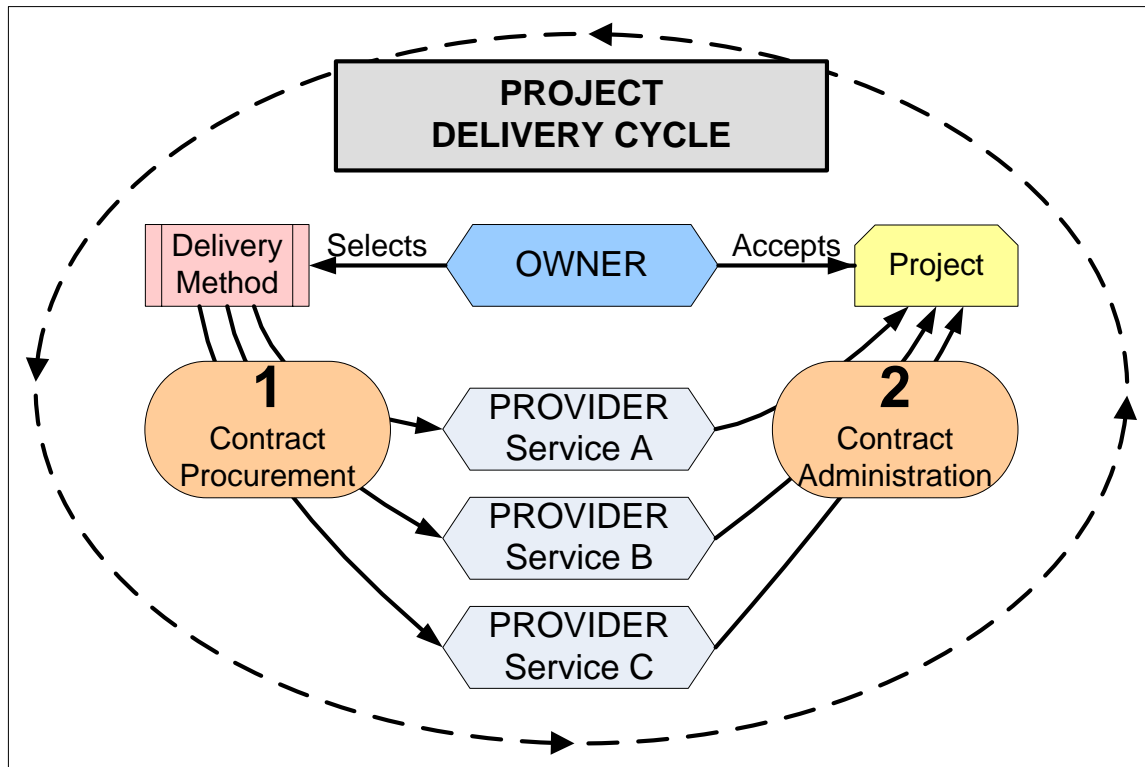 PROJECT
DELIVERY CYCLE
Delivery
Method
Selects
OWNER
Accepts
Project
1
Contract
Procurement
PROVIDER
Service A
2
Contract
Administration
PROVIDER
Service B
PROVIDER
Service C